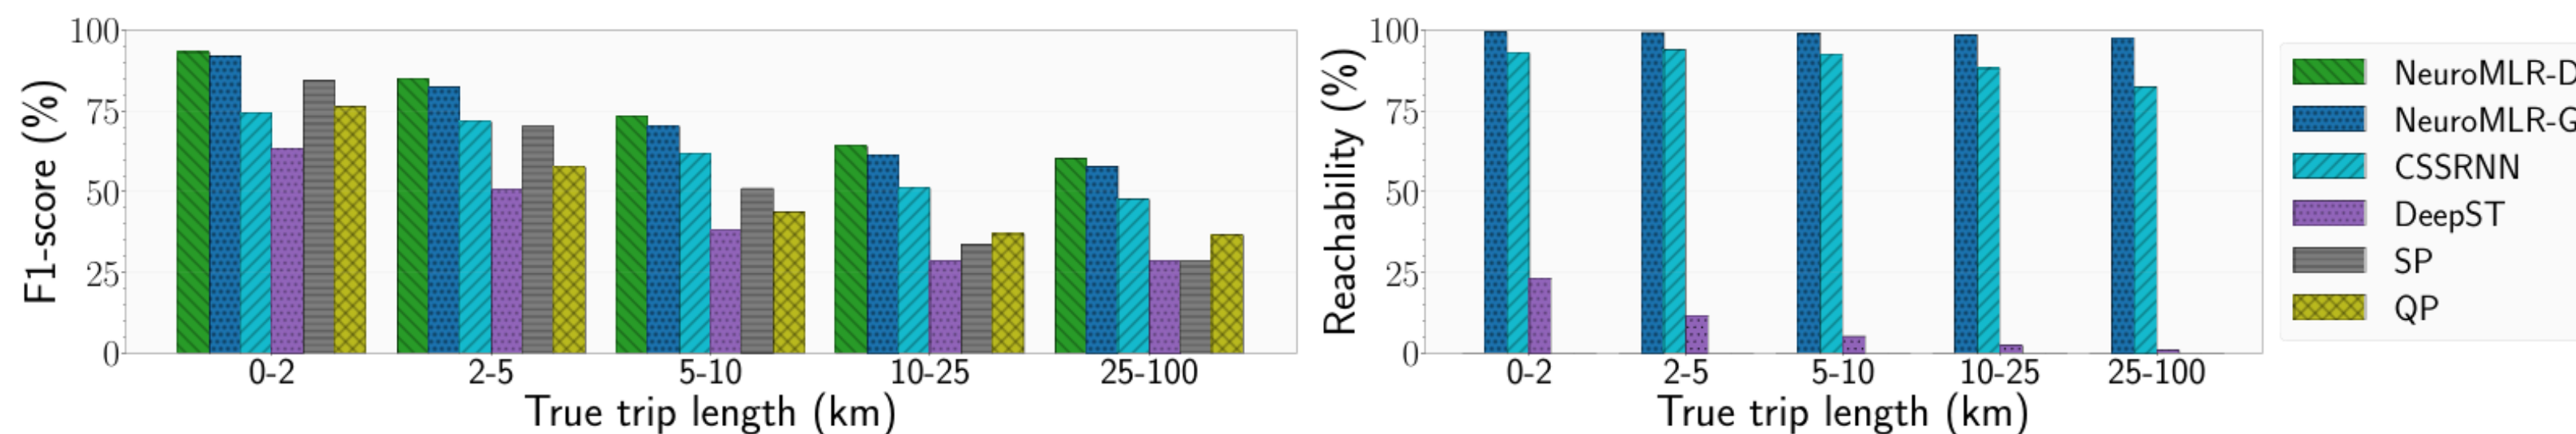 F1-score (%)
100
75
50
25
0
0-2
2-5
5-10
10-25
25-100
True trip length (km)
Reachability (%)
100
75
50
25
0
0-2
2-5
5-10
10-25
25-100
True trip length (km)
NeuroMLR-D
NeuroMLR-G
CSSRNN
DeepST
SP
QP